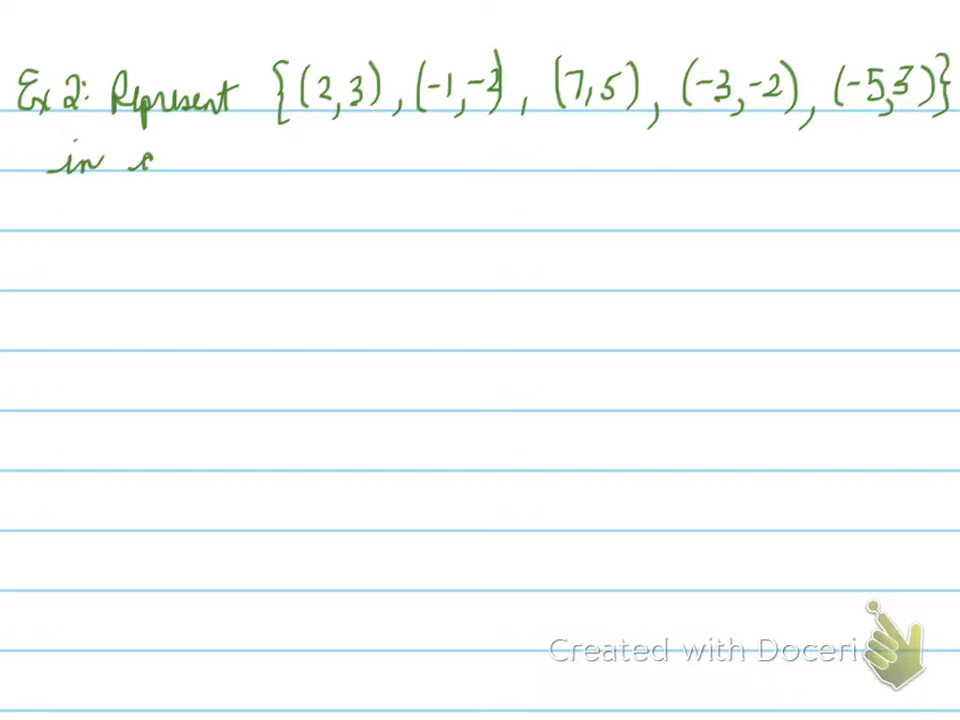 Ex 2: Represent {(2,3), (-1,-2), (7,5), (-3,-2), (-5,3)}
in
Created with Doceri